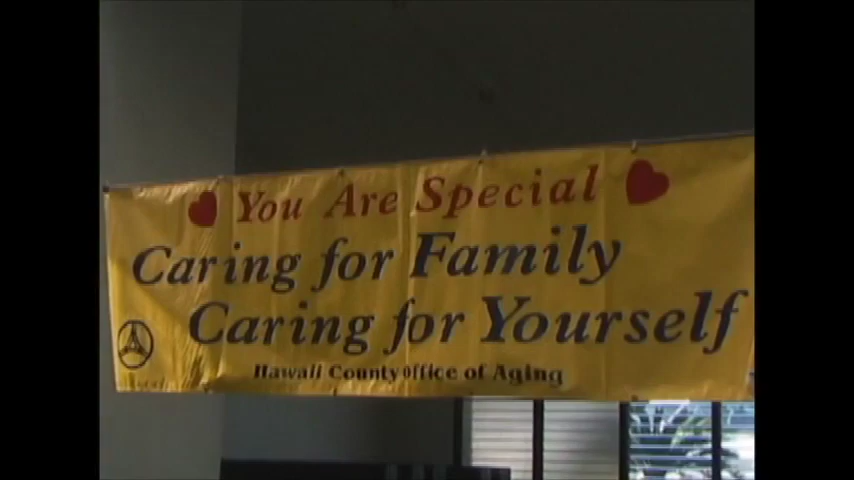 You Are Special
Caring for Family
Caring for Yourself
Hawaii County Office of Aging